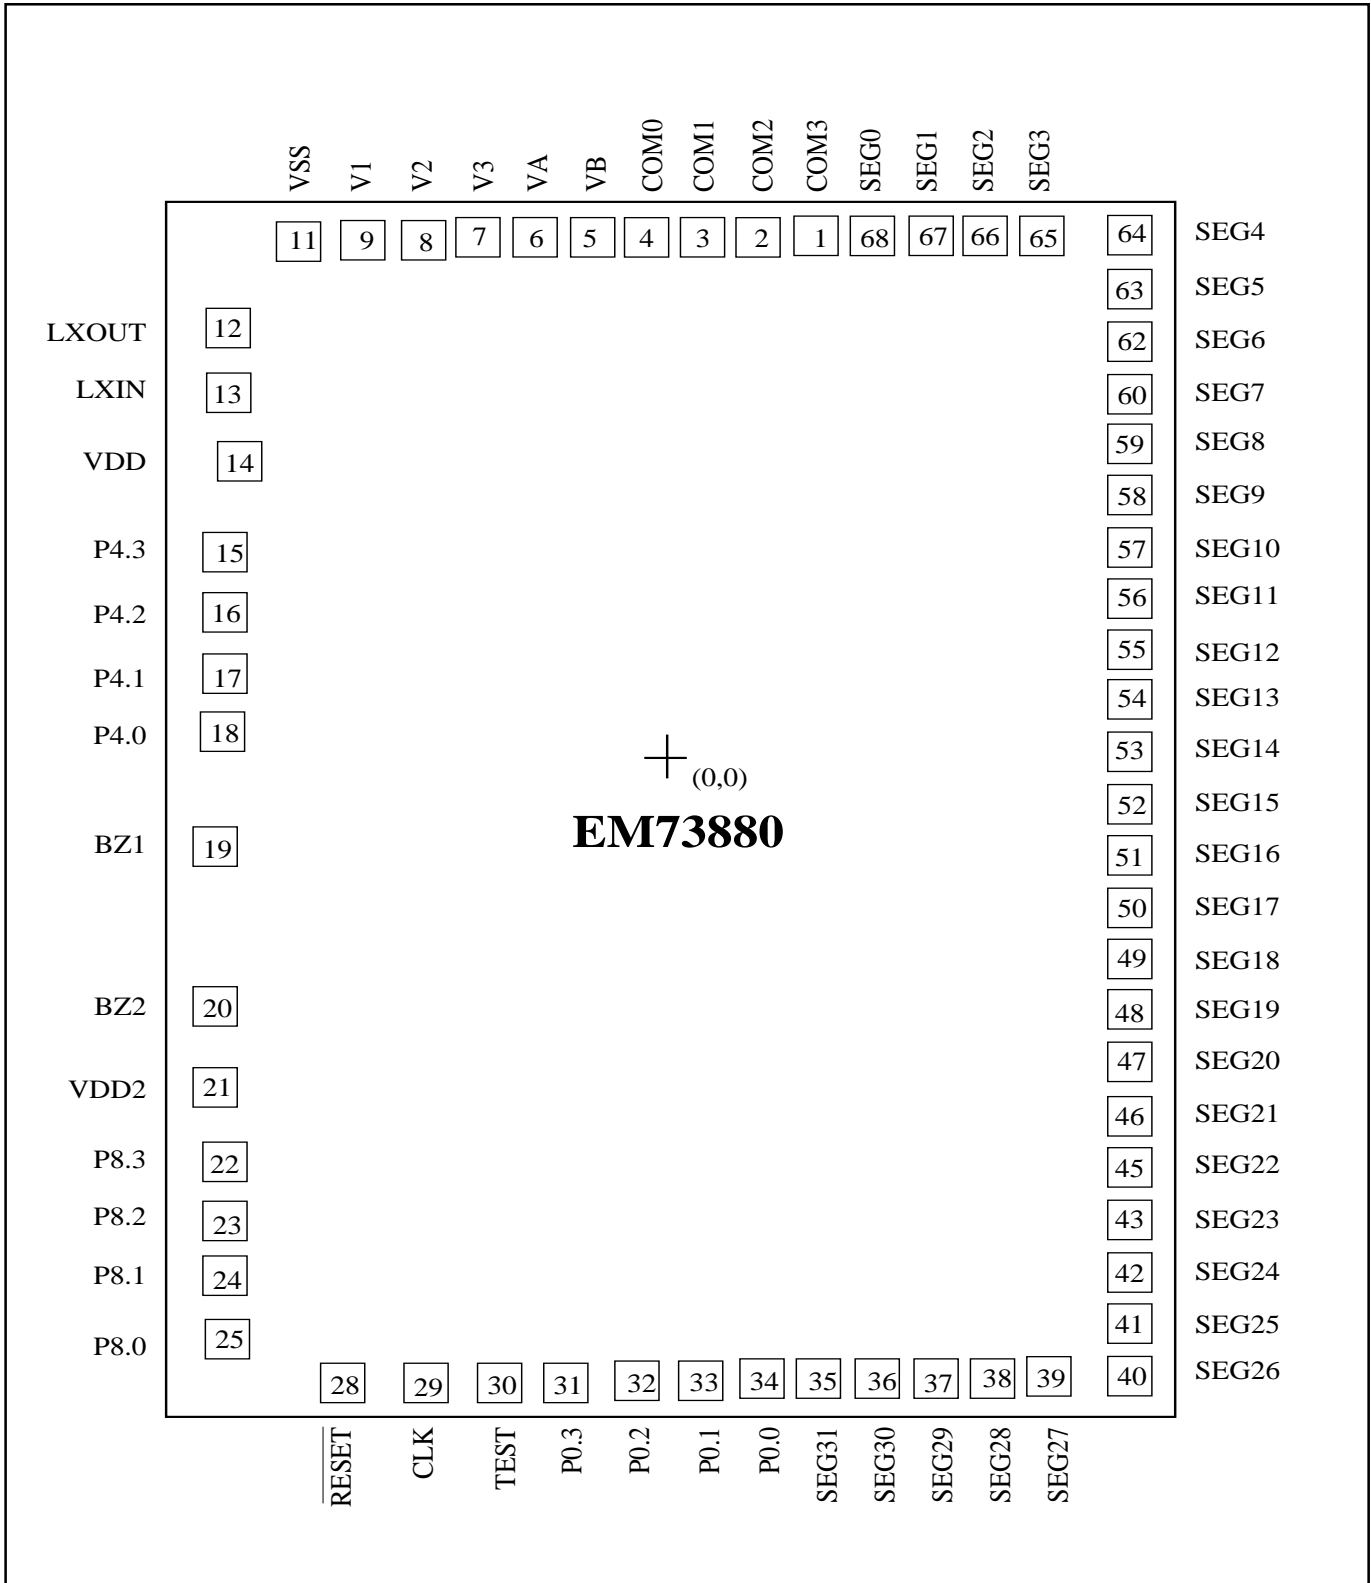 VSS V1 V2 V3 VA VB COM0 COM1 COM2 COM3 SEG0 SEG1 SEG2 SEG3
11 9 8 7 6 5 4 3 2 1 68 67 66 65 64 SEG4
63 SEG5
LXOUT 12 62 SEG6
LXIN 13 60 SEG7
VDD 14 59 SEG8
58 SEG9
P4.3 15 57 SEG10
P4.2 16 56 SEG11
P4.1 17 55 SEG12
54 SEG13
P4.0 18 53 SEG14
(0,0)
52 SEG15
EM73880
BZ1 19 51 SEG16
50 SEG17
49 SEG18
BZ2 20 48 SEG19
47 SEG20
VDD2 21 46 SEG21
P8.3 22 45 SEG22
P8.2 23 43 SEG23
P8.1 24 42 SEG24
P8.0 25 41 SEG25
28 29 30 31 32 33 34 35 36 37 38 39 40 SEG26
RESET CLK TEST P0.3 P0.2 P0.1 P0.0 SEG31 SEG30 SEG29 SEG28 SEG27